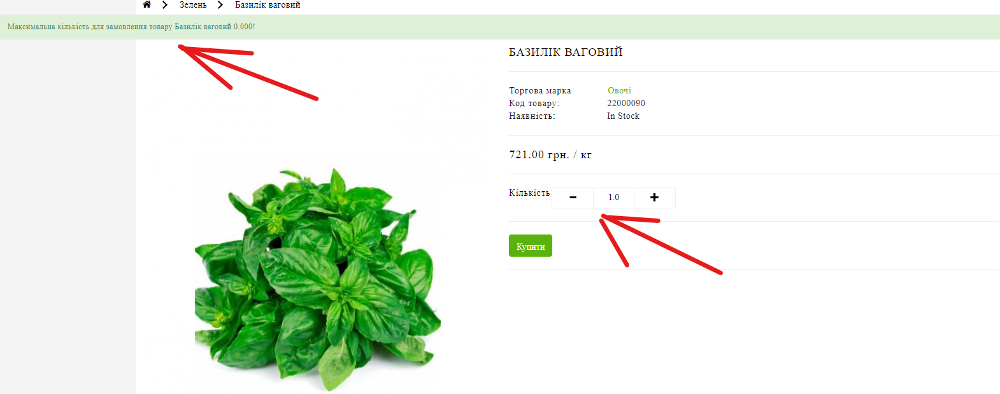 Зелень Базилік ваговий
Максимальна кількість для замовлення товару Базилік ваговий 0.000!
БАЗИЛІК ВАГОВИЙ
Торгова марка Овочі
Код товару: 22000090
Наявність: In Stock
721.00 грн. / кг
Кількість - 1.0 +
Купити